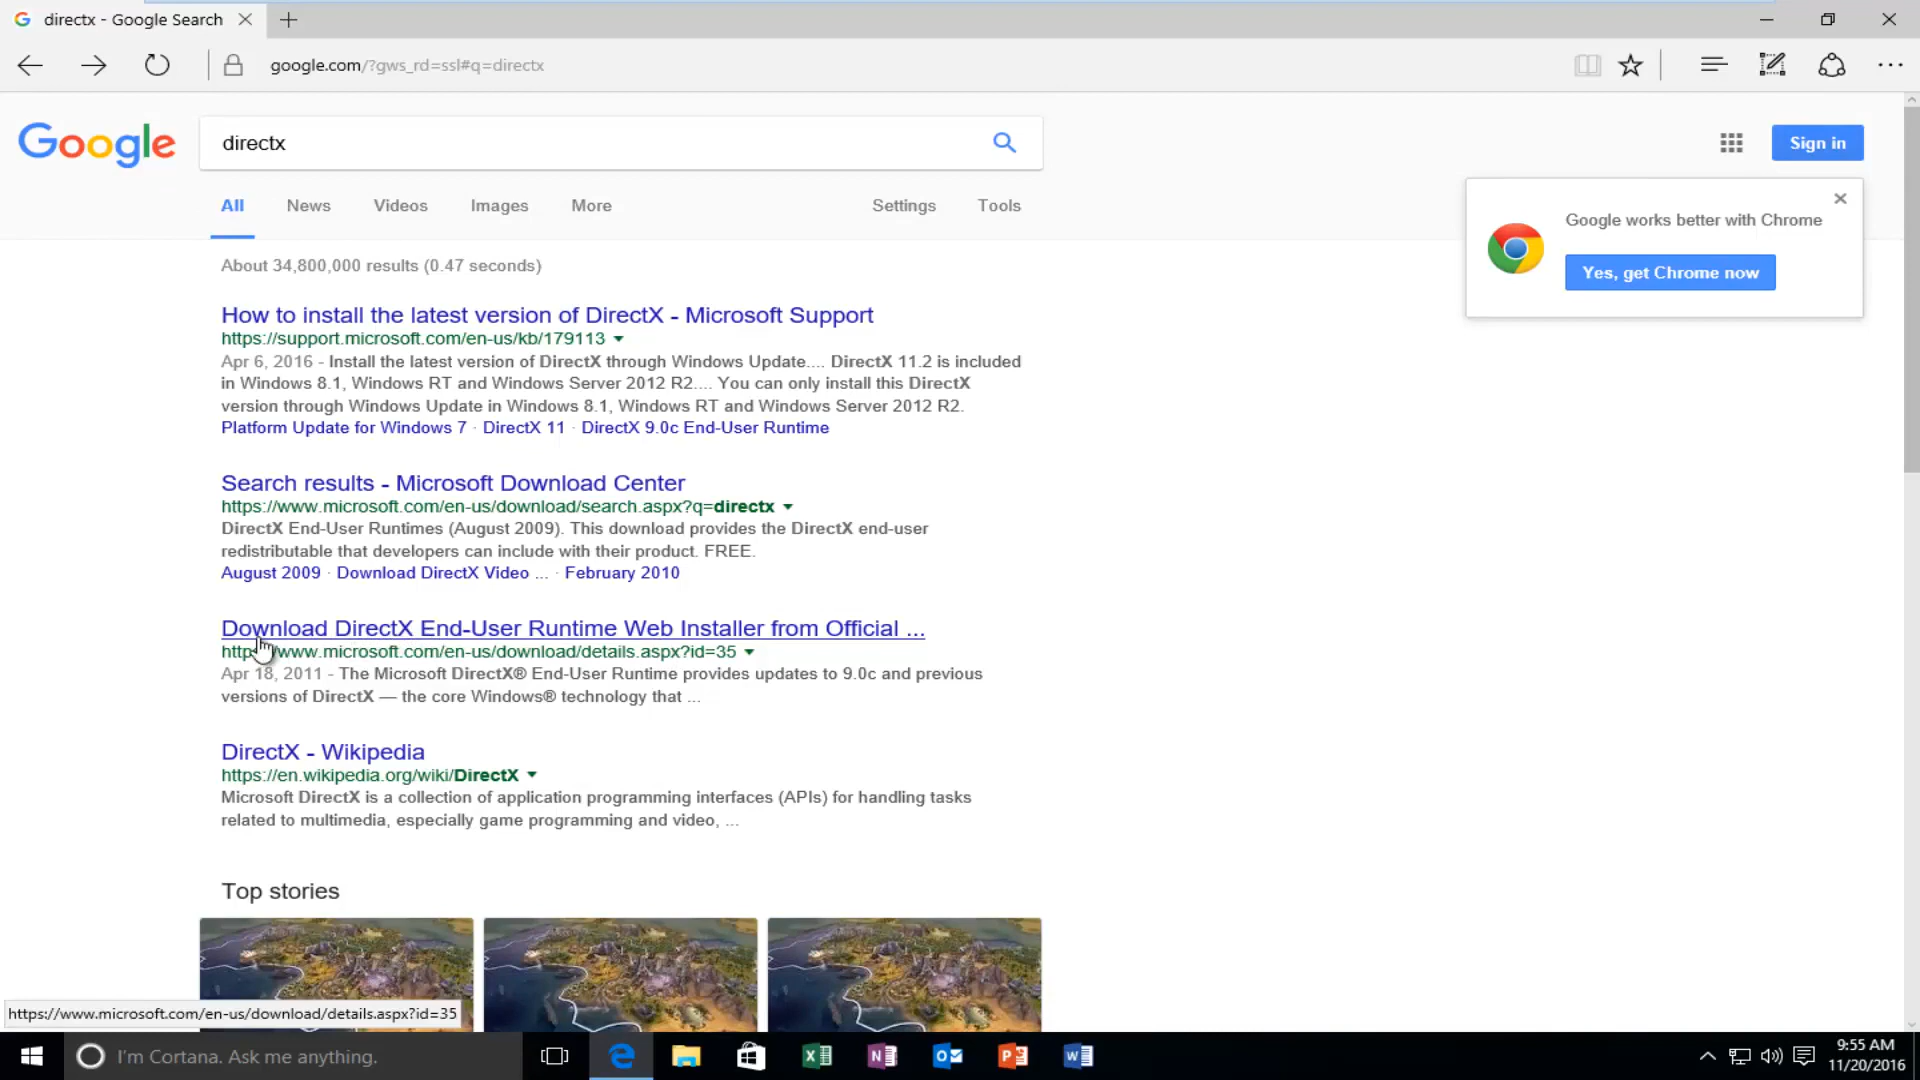 directx - Google Search
google.com/?gws_rd=ssl#q=directx
Google
directx
Sign in
All
News
Videos
Images
More
Settings
Tools
Google works better with Chrome
Yes, get Chrome now
About 34,800,000 results (0.47 seconds)
How to install the latest version of DirectX - Microsoft Support
https://support.microsoft.com/en-us/kb/179113
Apr 6, 2016 - Install the latest version of DirectX through Windows Update.... DirectX 11.2 is included
in Windows 8.1, Windows RT and Windows Server 2012 R2.... You can only install this DirectX
version through Windows Update in Windows 8.1, Windows RT and Windows Server 2012 R2.
Platform Update for Windows 7 · DirectX 11 · DirectX 9.0c End-User Runtime
Search results - Microsoft Download Center
https://www.microsoft.com/en-us/download/search.aspx?q=directx
DirectX End-User Runtimes (August 2009). This download provides the DirectX end-user
redistributable that developers can include with their product. FREE.
August 2009 · Download DirectX Video ... · February 2010
Download DirectX End-User Runtime Web Installer from Official ...
https://www.microsoft.com/en-us/download/details.aspx?id=35
Apr 18, 2011 - The Microsoft DirectX® End-User Runtime provides updates to 9.0c and previous
versions of DirectX — the core Windows® technology that ...
DirectX - Wikipedia
https://en.wikipedia.org/wiki/DirectX
Microsoft DirectX is a collection of application programming interfaces (APIs) for handling tasks
related to multimedia, especially game programming and video, ...
Top stories
https://www.microsoft.com/en-us/download/details.aspx?id=35
I'm Cortana. Ask me anything.
9:55 AM
11/20/2016